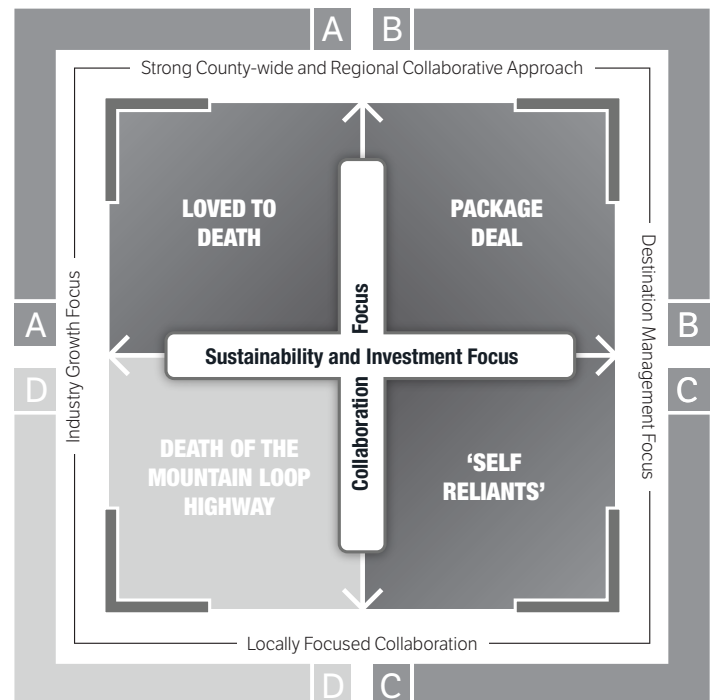 A B
Strong County-wide and Regional Collaborative Approach
LOVED TO
DEATH
PACKAGE
DEAL
Industry Growth Focus
Destination Management Focus
A
B
Collaboration Focus
Sustainability and Investment Focus
D
C
DEATH OF THE
MOUNTAIN LOOP
HIGHWAY
‘SELF
RELIANTS’
Locally Focused Collaboration
D C